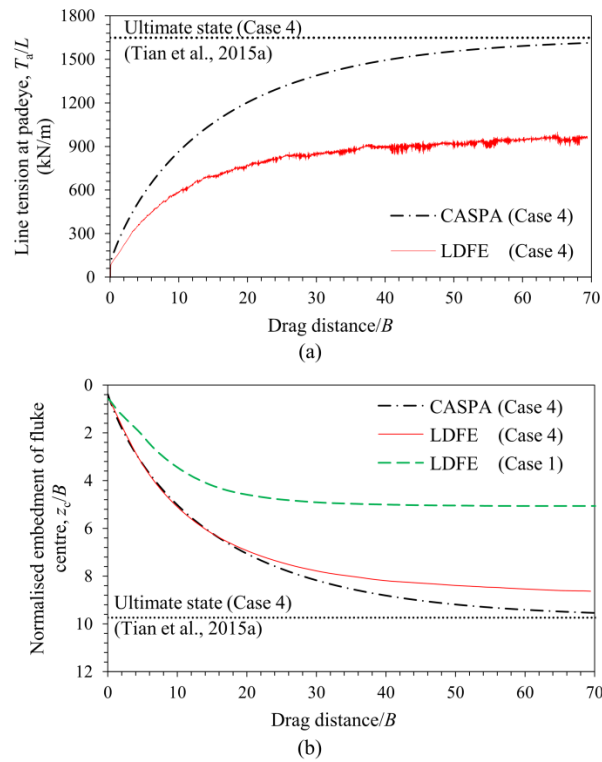 1800
1500
1200
900
600
300
0
Line tension at padeye, Ta/L
(kN/m)
Ultimate state (Case 4)
(Tian et al., 2015a)
CASPA (Case 4)
LDFE (Case 4)
0 10 20 30 40 50 60 70
Drag distance/B
(a)
0
2
4
6
8
10
12
Normalised embedment of fluke
centre, zc/B
CASPA (Case 4)
LDFE (Case 4)
LDFE (Case 1)
Ultimate state (Case 4)
(Tian et al., 2015a)
0 10 20 30 40 50 60 70
Drag distance/B
(b)